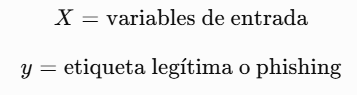 X = variables de entrada
y = etiqueta legítima o phishing